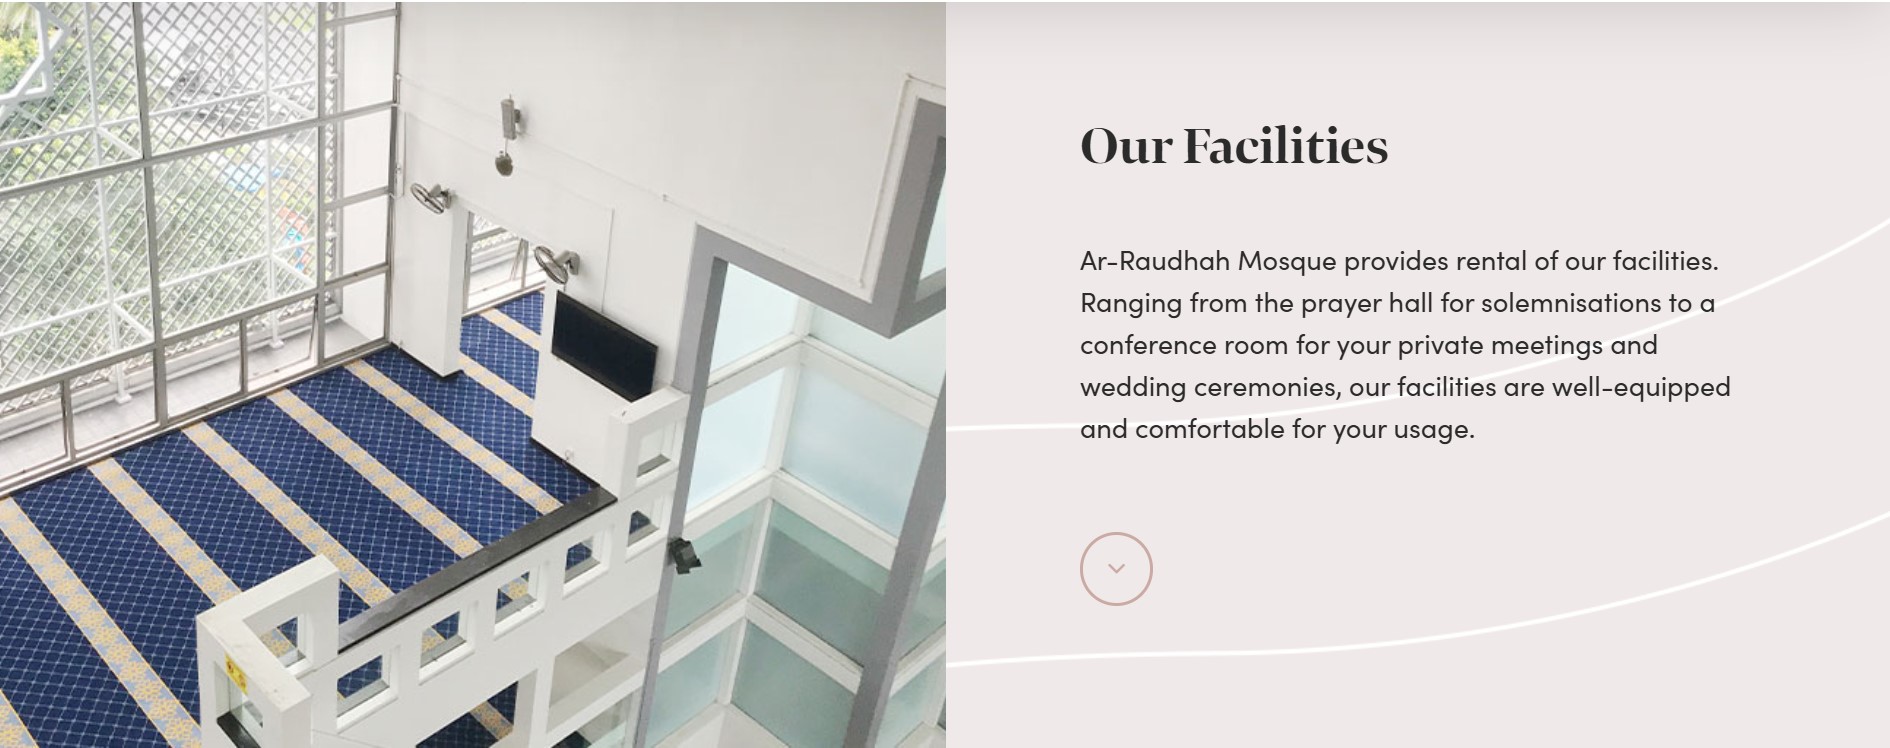 Our Facilities
Ar-Raudhah Mosque provides rental of our facilities.
Ranging from the prayer hall for solemnisations to a
conference room for your private meetings and
wedding ceremonies, our facilities are well-equipped
and comfortable for your usage.